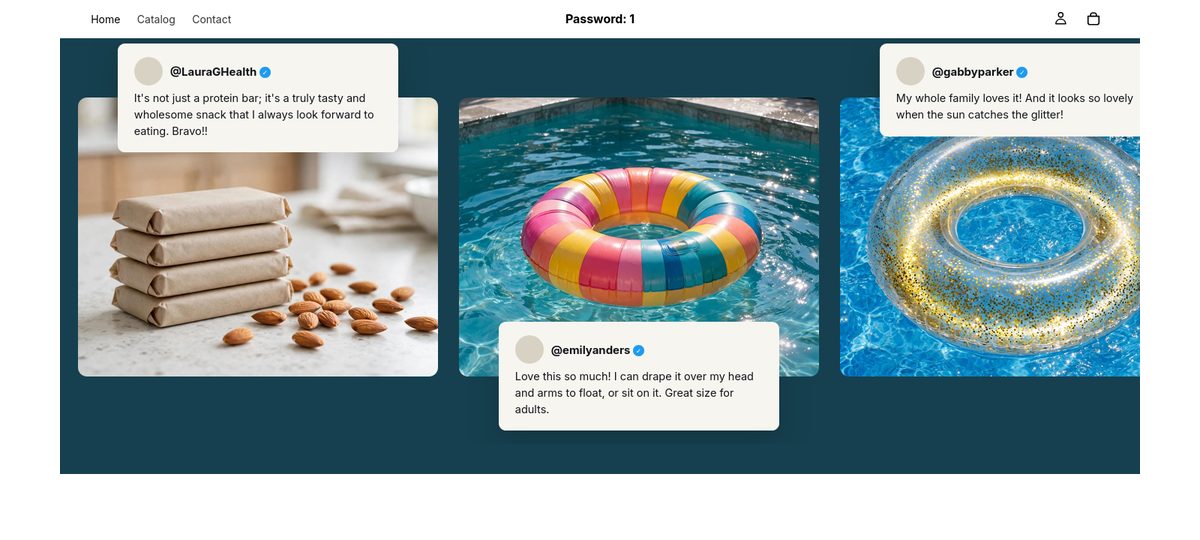 Home Catalog Contact
Password: 1
@LauraGHealth
It's not just a protein bar; it's a truly tasty and
wholesome snack that I always look forward to
eating. Bravo!!
@emilyanders
Love this so much! I can drape it over my head
and arms to float, or sit on it. Great size for
adults.
@gabbyparker
My whole family loves it! And it looks so lovely
when the sun catches the glitter!